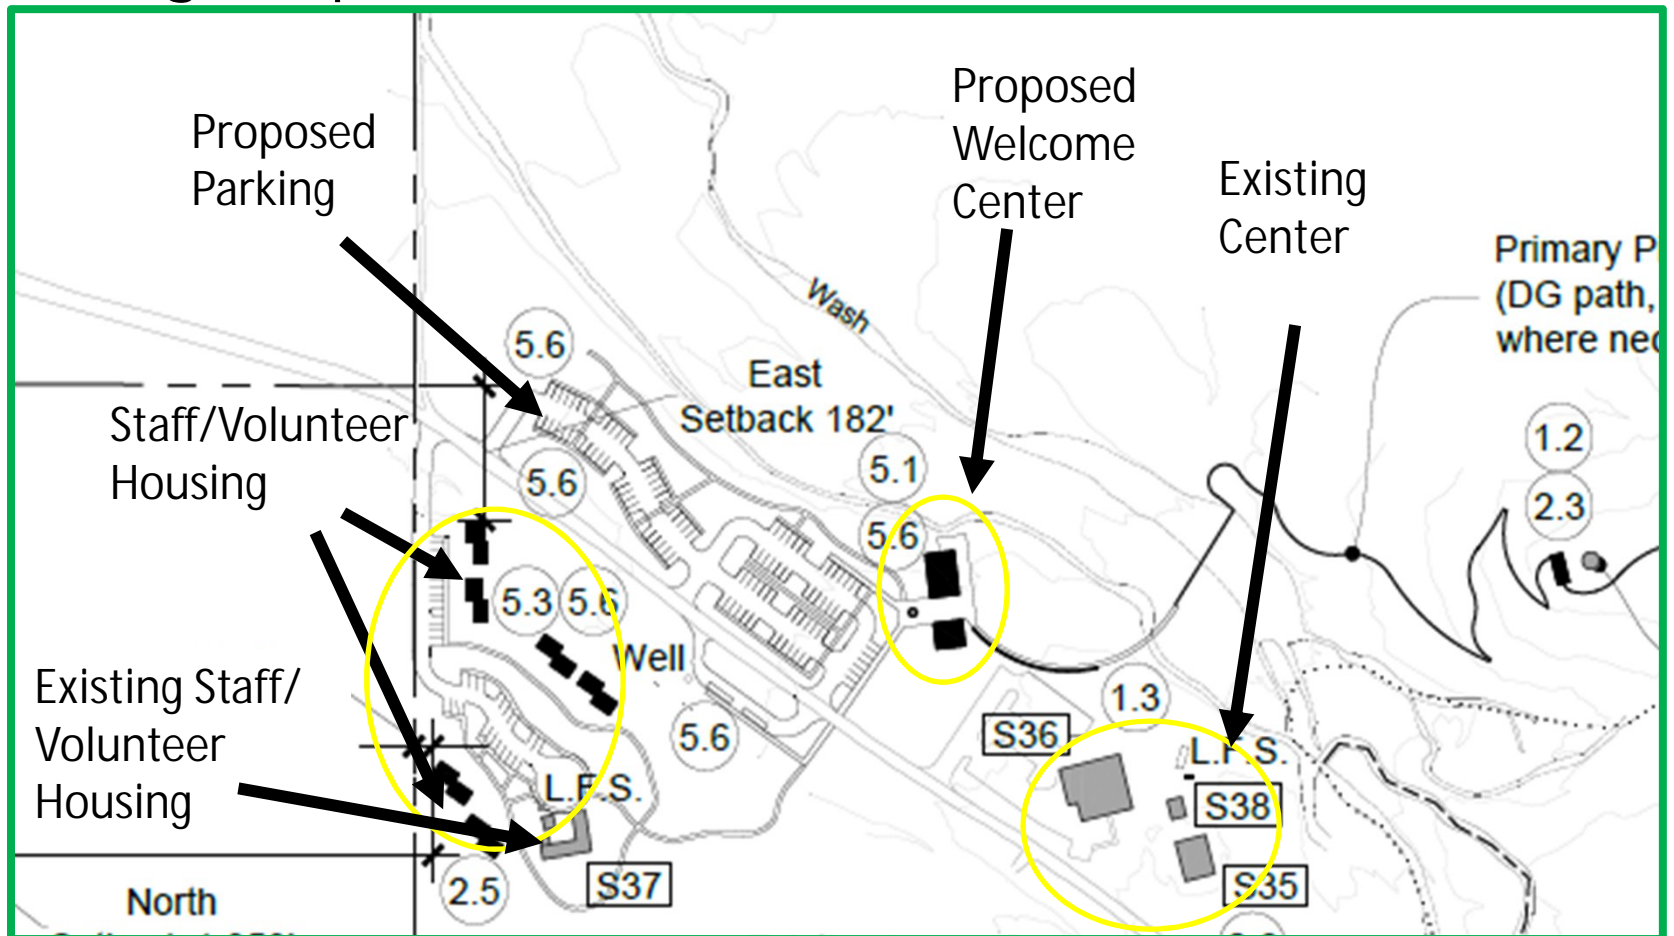 Proposed
Parking
Proposed
Welcome
Center
Existing
Center
Primary P
(DG path,
where nec
Wash
5.6
East
Setback 182'
Staff/Volunteer
Housing
5.6
5.1
5.6
1.2
2.3
5.3
5.6
Well
Existing Staff/
Volunteer
Housing
5.6
1.3
S36
L.F.S.
S38
L.F.S.
S37
S35
2.5
North